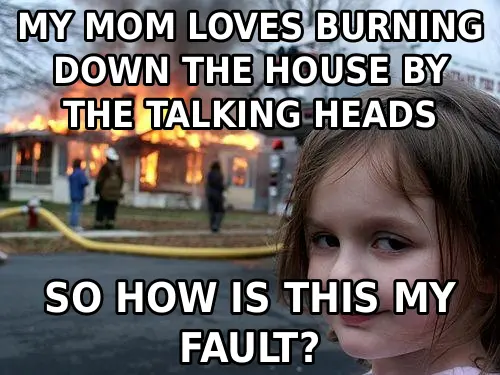 MY MOM LOVES BURNING
DOWN THE HOUSE BY
THE TALKING HEADS
SO HOW IS THIS MY
FAULT?